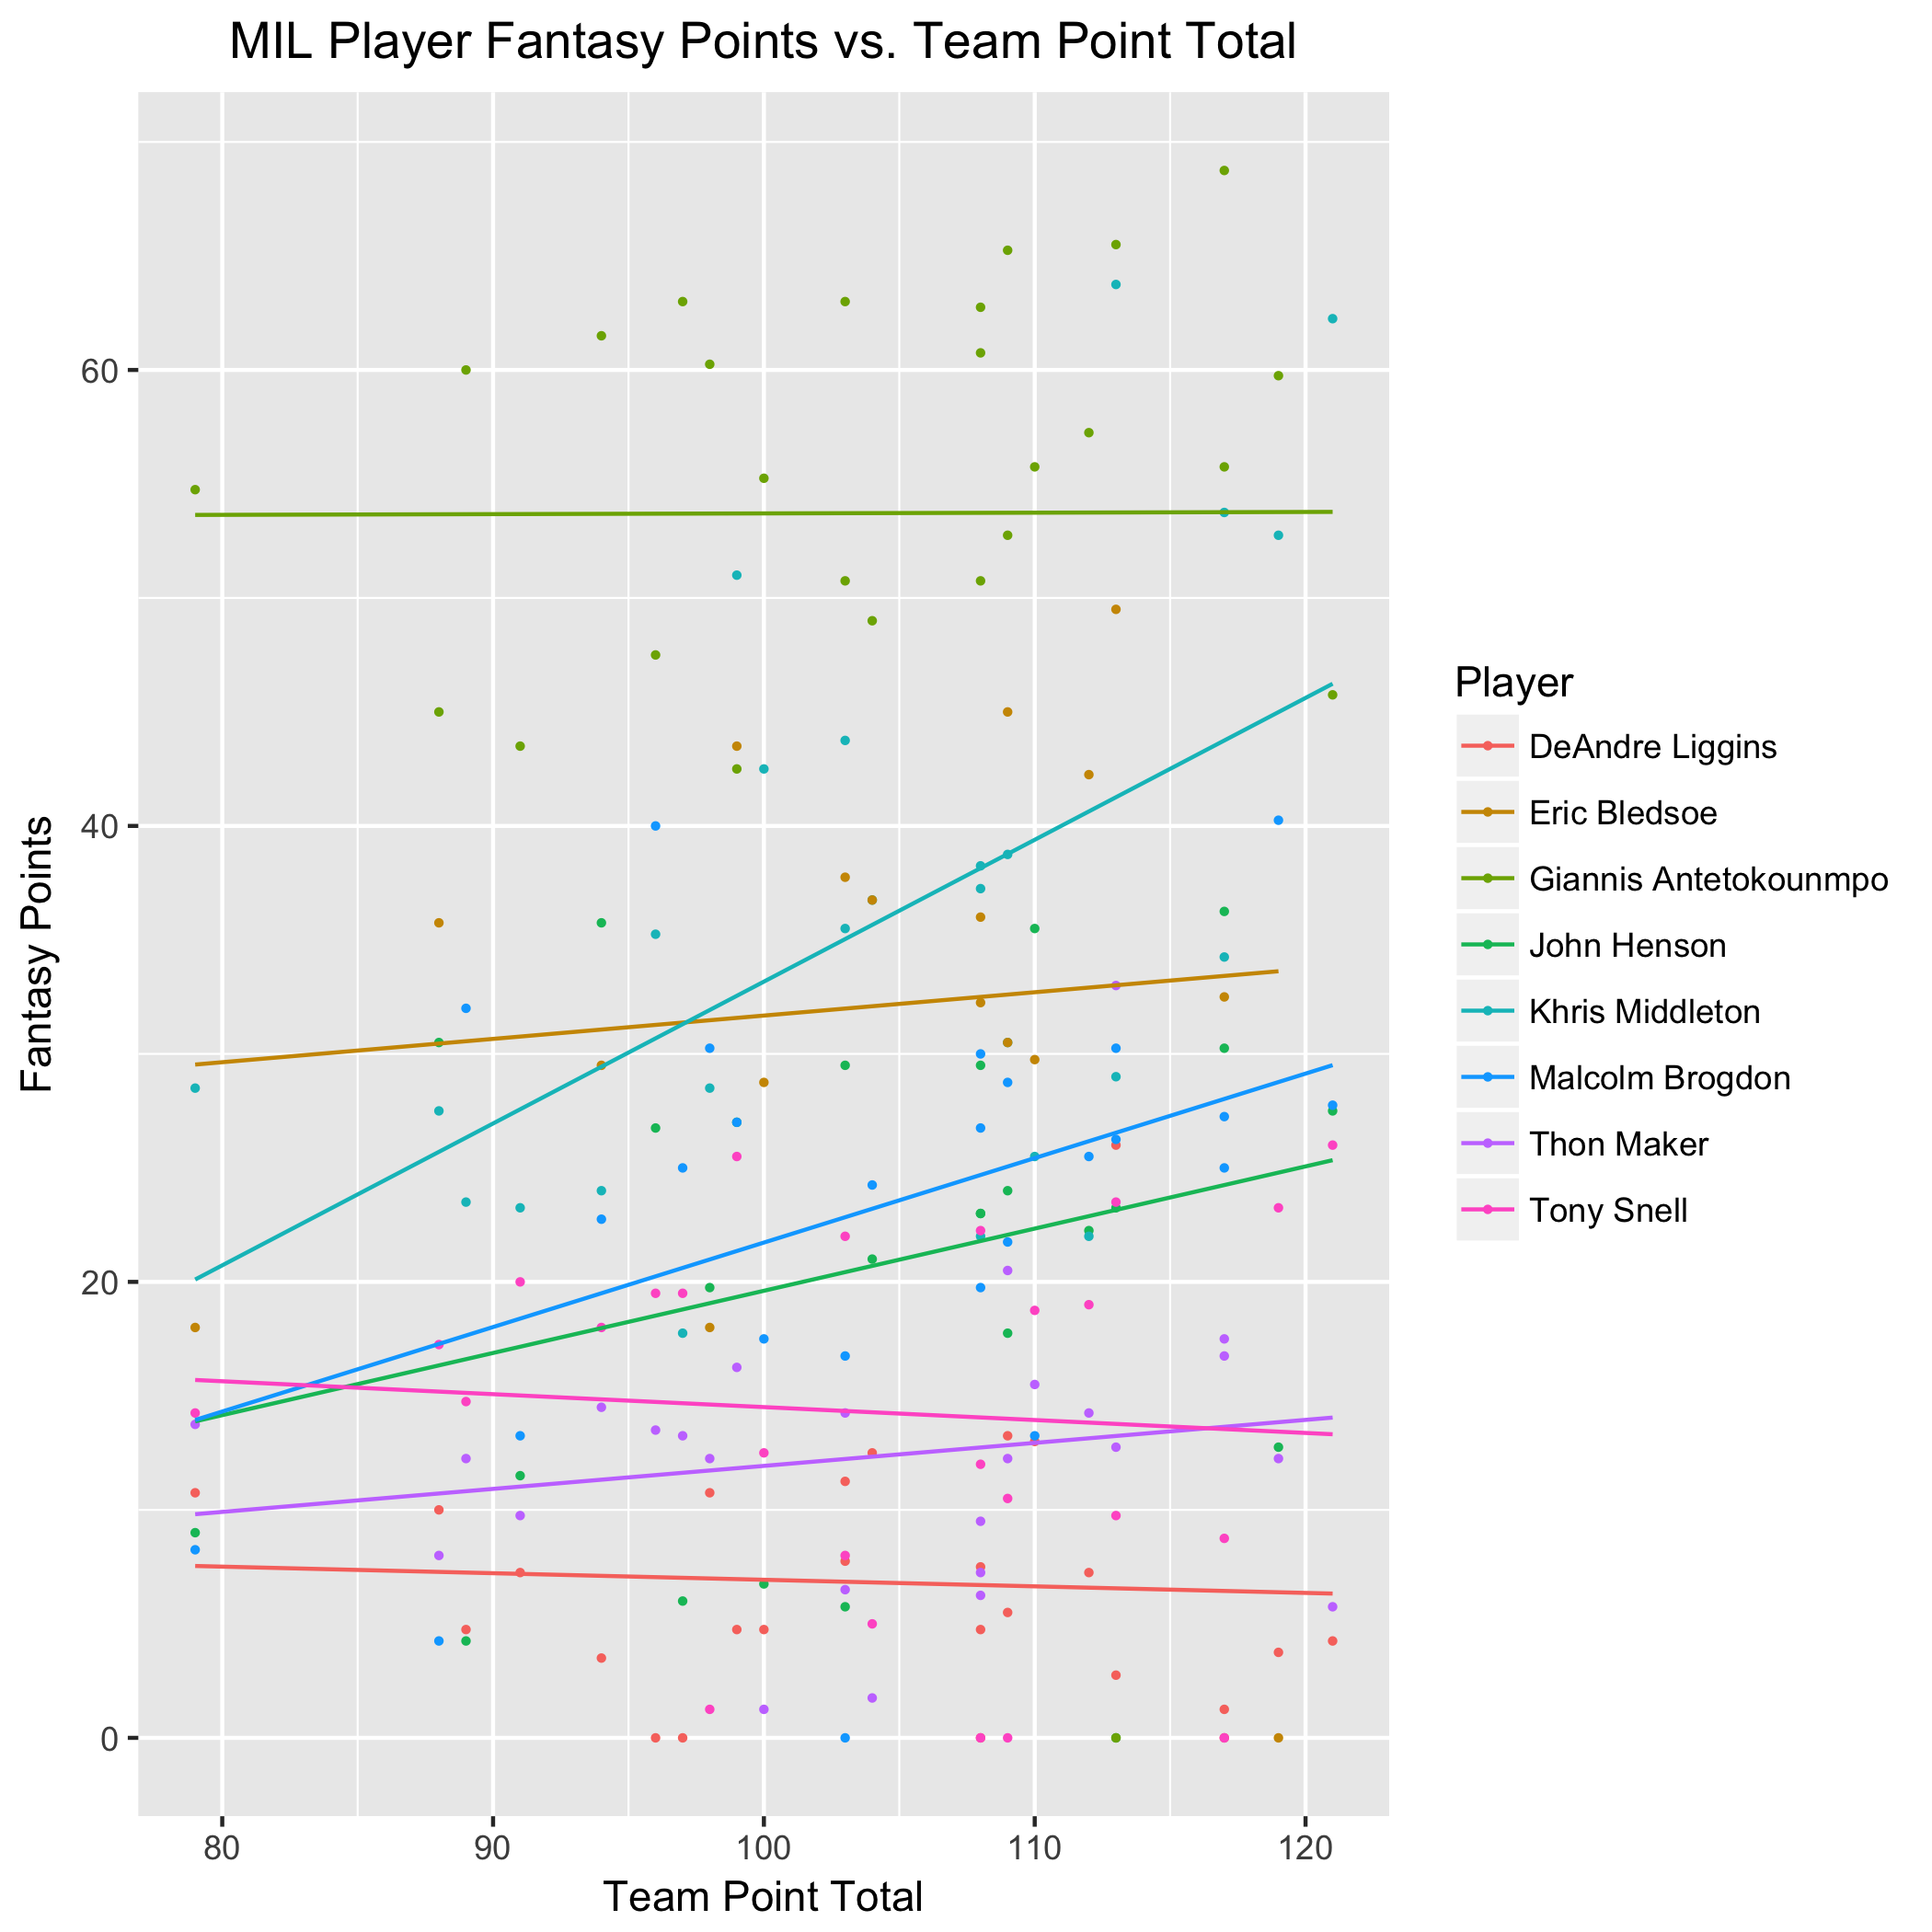 MIL Player Fantasy Points vs. Team Point Total
Fantasy Points
60
40
20
0
80 90 100 110 120
Team Point Total
Player
DeAndre Liggins
Eric Bledsoe
Giannis Antetokounmpo
John Henson
Khris Middleton
Malcolm Brogdon
Thon Maker
Tony Snell